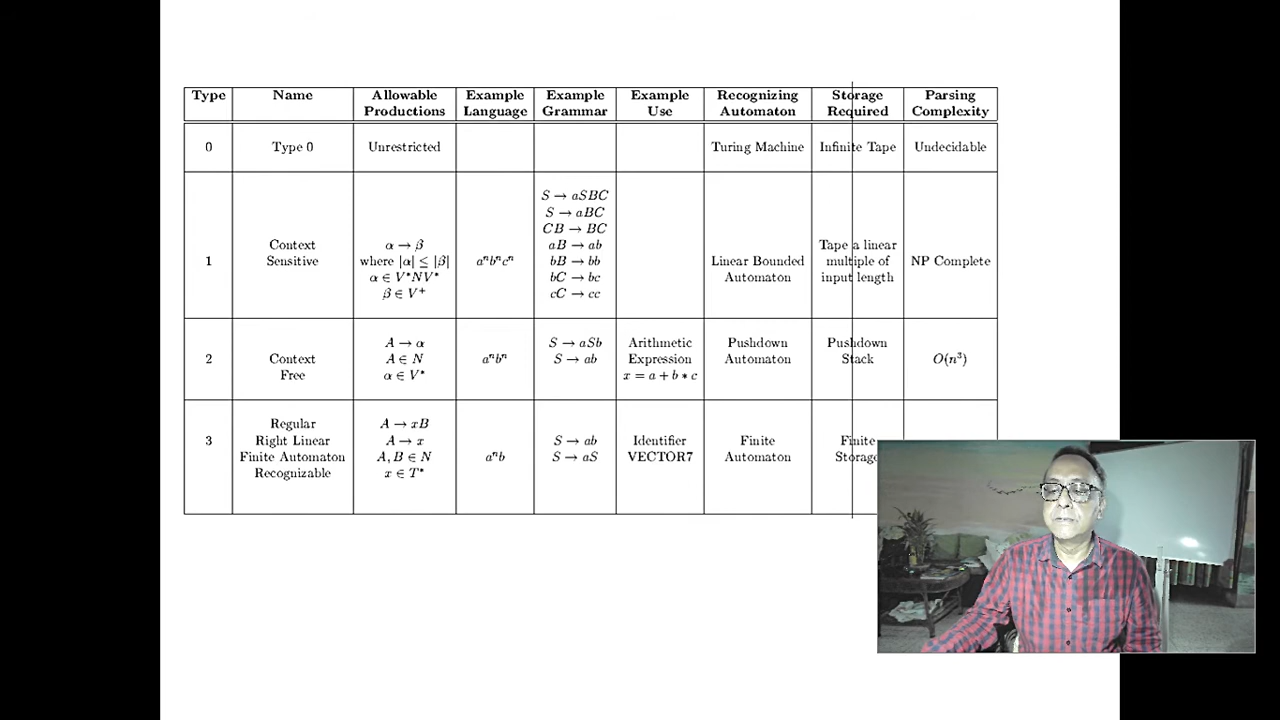 Type Name Allowable Productions Example Language Example Grammar Example Use Recognizing Automaton Storage Required Parsing Complexity
0 Type 0 Unrestricted Turing Machine Infinite Tape Undecidable
1
Context
Sensitive
α → β
where |α| ≤ |β|
α ∈ V*NV*
β ∈ V⁺
aⁿbⁿcⁿ
S → aSBC
S → aBC
CB → BC
aB → ab
bB → bb
bC → bc
cC → cc
Linear Bounded
Automaton
Tape a linear
multiple of
input length
NP Complete
2
Context
Free
A → α
A ∈ N
α ∈ V*
aⁿbⁿ
S → aSb
S → ab
Arithmetic
Expression
x = a + b * c
Pushdown
Automaton
Pushdown
Stack
O(n³)
3
Regular
Right Linear
Finite Automaton
Recognizable
A → xB
A → x
A, B ∈ N
x ∈ T*
aⁿb
S → ab
S → aS
Identifier
VECTOR7
Finite
Automaton
Finite
Storage